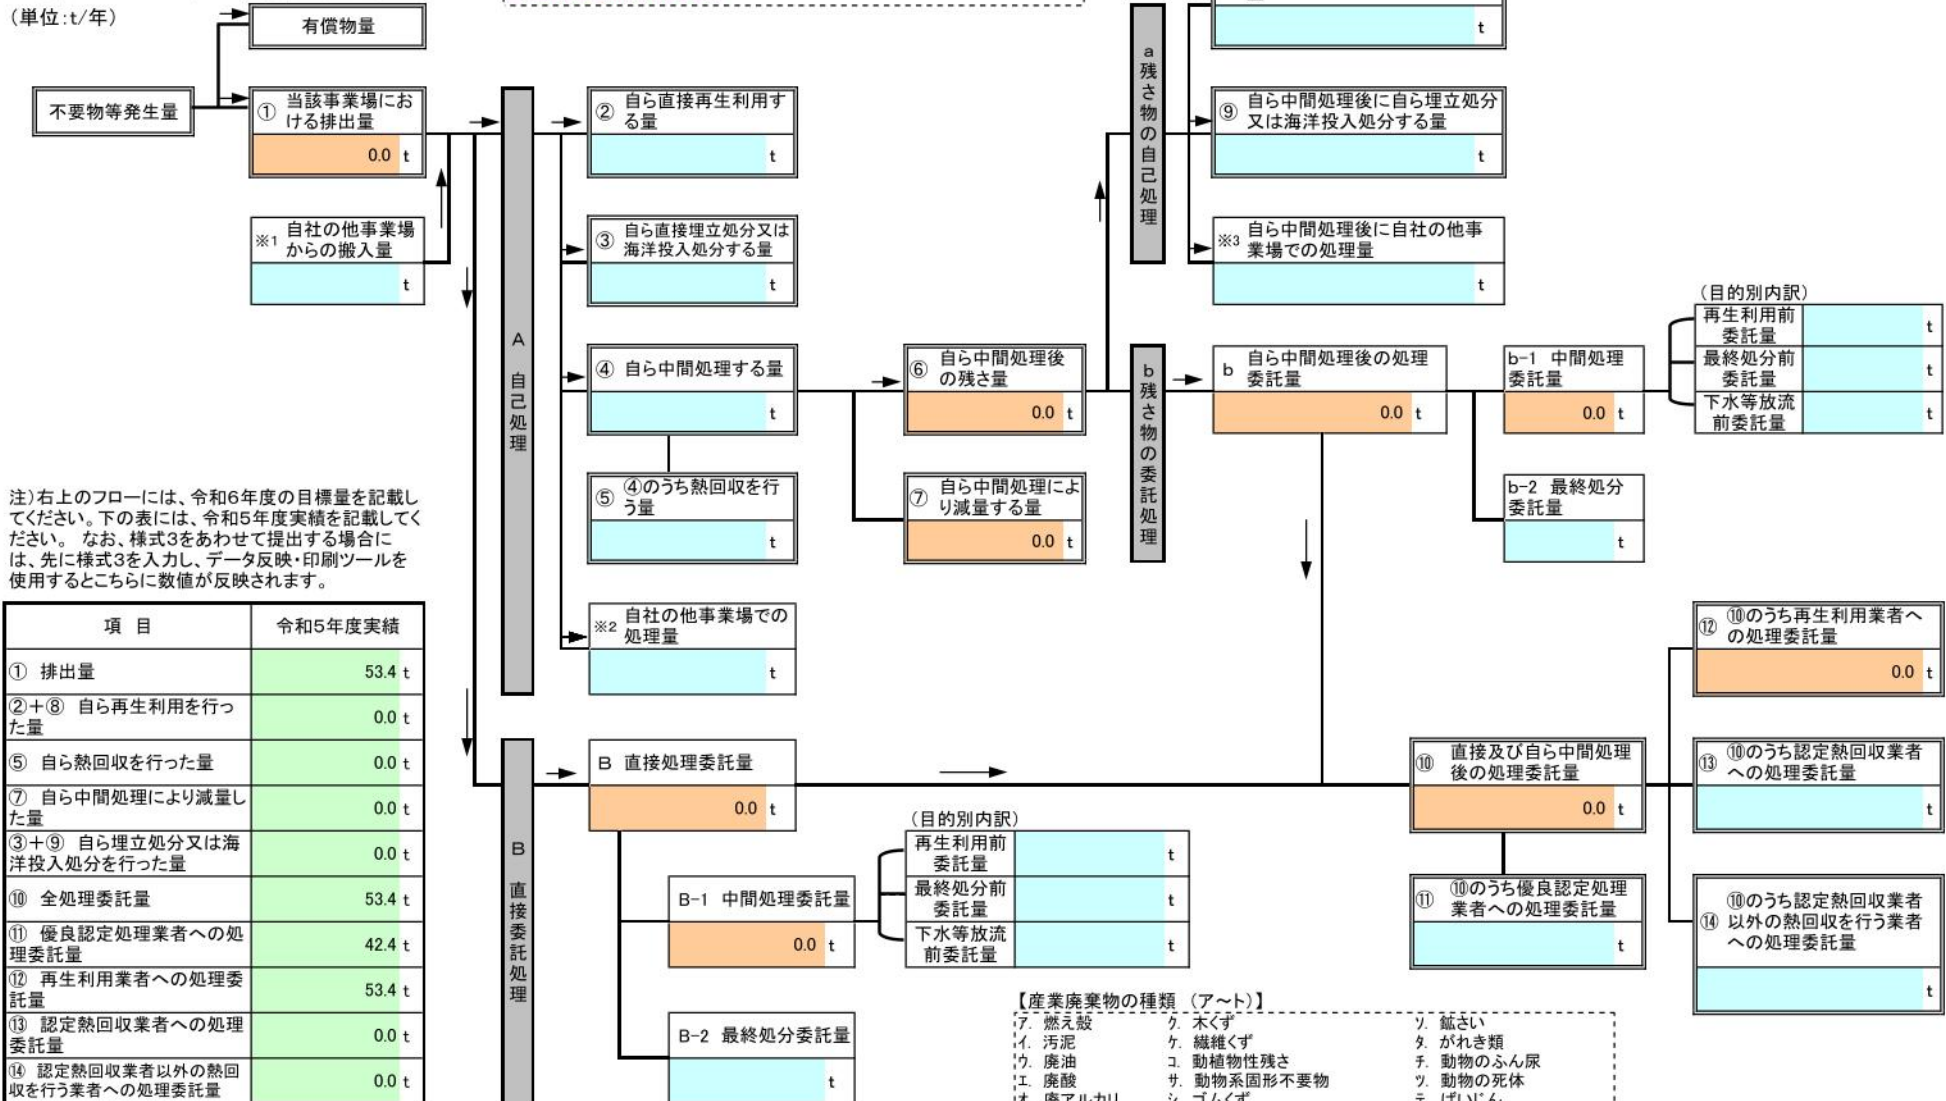 (単位:t/年)
有償物量
不要物等発生量
① 当該事業場にお
ける排出量
0.0 t
※1 自社の他事業場
からの搬入量
t
A 自己処理
② 自ら直接再生利用す
る量
t
③ 自ら直接埋立処分又は
海洋投入処分する量
t
④ 自ら中間処理する量
t
⑤ ④のうち熱回収を行
う量
t
※2 自社の他事業場での
処理量
t
⑥ 自ら中間処理後
の残さ量
0.0 t
⑦ 自ら中間処理によ
り減量する量
0.0 t
a残さ物の自己処理
t
⑨ 自ら中間処理後に自ら埋立処分
又は海洋投入処分する量
t
※3 自ら中間処理後に自社の他事
業場での処理量
t
b残さ物の委託処理
b 自ら中間処理後の処理
委託量
0.0 t
b-1 中間処理
委託量
0.0 t
b-2 最終処分
委託量
t
(目的別内訳)
再生利用前
委託量
t
最終処分前
委託量
t
下水等放流
前委託量
t
注)右上のフローには、令和6年度の目標量を記載し
てください。下の表には、令和5年度実績を記載してく
ださい。 なお、様式3をあわせて提出する場合に
は、先に様式3を入力し、データ反映・印刷ツールを
使用するとこちらに数値が反映されます。
項 目 令和5年度実績
① 排出量 53.4 t
②+⑧ 自ら再生利用を行っ
た量
0.0 t
⑤ 自ら熱回収を行った量 0.0 t
⑦ 自ら中間処理により減量し
た量
0.0 t
③+⑨ 自ら埋立処分又は海
洋投入処分を行った量
0.0 t
⑩ 全処理委託量 53.4 t
⑪ 優良認定処理業者への処
理委託量
42.4 t
⑫ 再生利用業者への処理委
託量
53.4 t
⑬ 認定熱回収業者への処理
委託量
0.0 t
⑭ 認定熱回収業者以外の熱回
収を行う業者への処理委託量
0.0 t
B 直接委託処理
B 直接処理委託量
0.0 t
B-1 中間処理委託量
0.0 t
B-2 最終処分委託量
t
(目的別内訳)
再生利用前
委託量
t
最終処分前
委託量
t
下水等放流
前委託量
t
⑩ 直接及び自ら中間処理
後の処理委託量
0.0 t
⑪ ⑩のうち優良認定処理
業者への処理委託量
t
⑫ ⑩のうち再生利用業者へ
の処理委託量
0.0 t
⑬ ⑩のうち認定熱回収業者
への処理委託量
t
⑭ ⑩のうち認定熱回収業者
以外の熱回収を行う業者
への処理委託量
t
【産業廃棄物の種類 (ア~ト)】
ア. 燃え殻
イ. 汚泥
ウ. 廃油
エ. 廃酸
オ. 廃アルカリ
ク. 木くず
ケ. 繊維くず
コ. 動植物性残さ
サ. 動物系固形不要物
シ. ゴムくず
ソ. 鉱さい
タ. がれき類
チ. 動物のふん尿
ツ. 動物の死体
テ. ばいじん